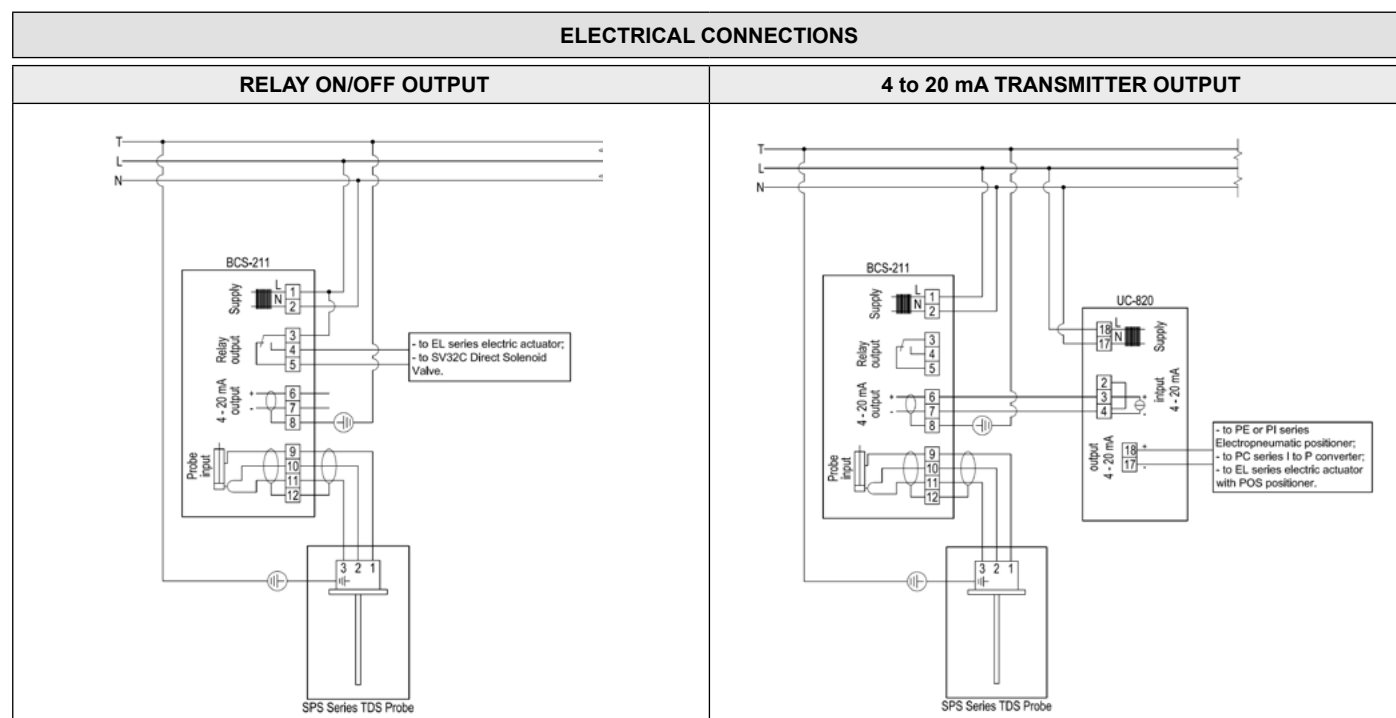 ELECTRICAL CONNECTIONS
RELAY ON/OFF OUTPUT
T
L
N
BCS-211
Supply
L
N
1
2
Relay
output
3
4
5
- to EL series electric actuator;
- to SV32C Direct Solenoid
Valve.
4 - 20 mA
output
+
-
6
7
8
Probe
input
9
10
11
12
3 2 1
SPS Series TDS Probe
4 to 20 mA TRANSMITTER OUTPUT
T
L
N
BCS-211
Supply
L
N
1
2
Relay
output
3
4
5
4 - 20 mA
output
+
-
6
7
8
Probe
input
9
10
11
12
3 2 1
SPS Series TDS Probe
UC-820
18
17
L
N
Supply
2
3
4
+
-
intput
4 - 20 mA
output
4 - 20 mA
18
17
+
-
- to PE or PI series
Electropneumatic positioner;
- to PC series I to P converter;
- to EL series electric actuator
with POS positioner.